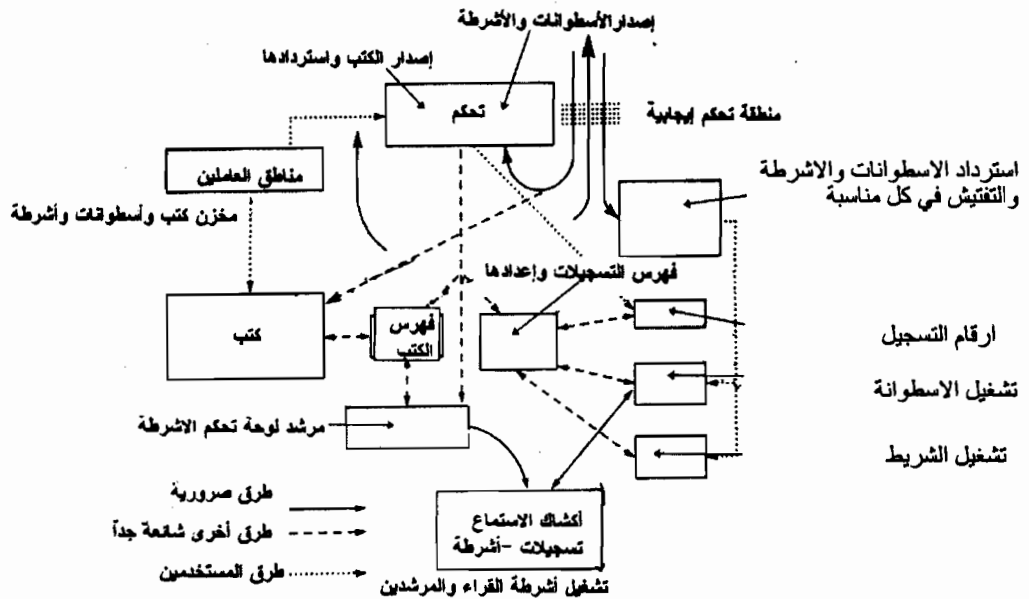 إصدار الأسطوانات والأشرطة
إصدار الكتب واستردادها
تحكم
منطقة تحكم إيجابية
مناطق العاملين
استرداد الاسطوانات والاشرطة
والتفتيش في كل مناسبة
مخزن كتب وأسطوانات وأشرطة
فهرس التسجيلات وإعدادها
كتب
فهرس
الكتب
ارقام التسجيل
تشغيل الاسطوانة
مرشد لوحة تحكم الاشرطة
تشغيل الشريط
طرق صرورية
طرق أخرى شائعة جداً
طرق المستخدمين
أكشاك الاستماع
تسجيلات - أشرطة
تشغيل أشرطة القراء والمرشدين